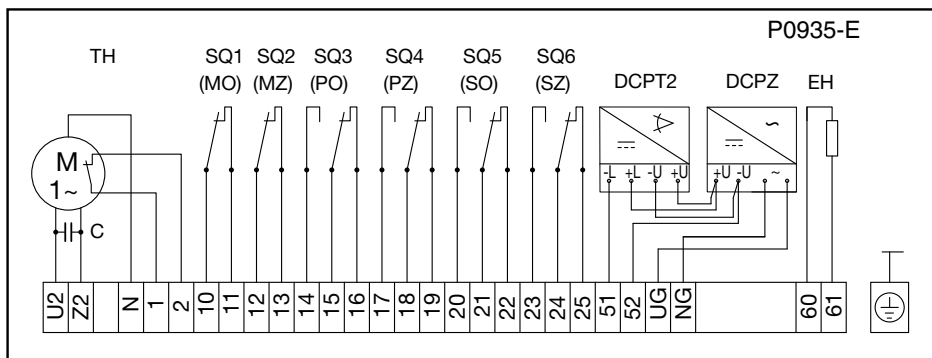 P0935-E
TH SQ1 SQ2 SQ3 SQ4 SQ5 SQ6 DCPT2 DCPZ EH
(MO) (MZ) (PO) (PZ) (SO) (SZ)
-L +L -U +U +U -U ~
M
1~
C
U2 Z2 N 1 2 10 11 12 13 14 15 16 17 18 19 20 21 22 23 24 25 51 52 UG NG 60 61